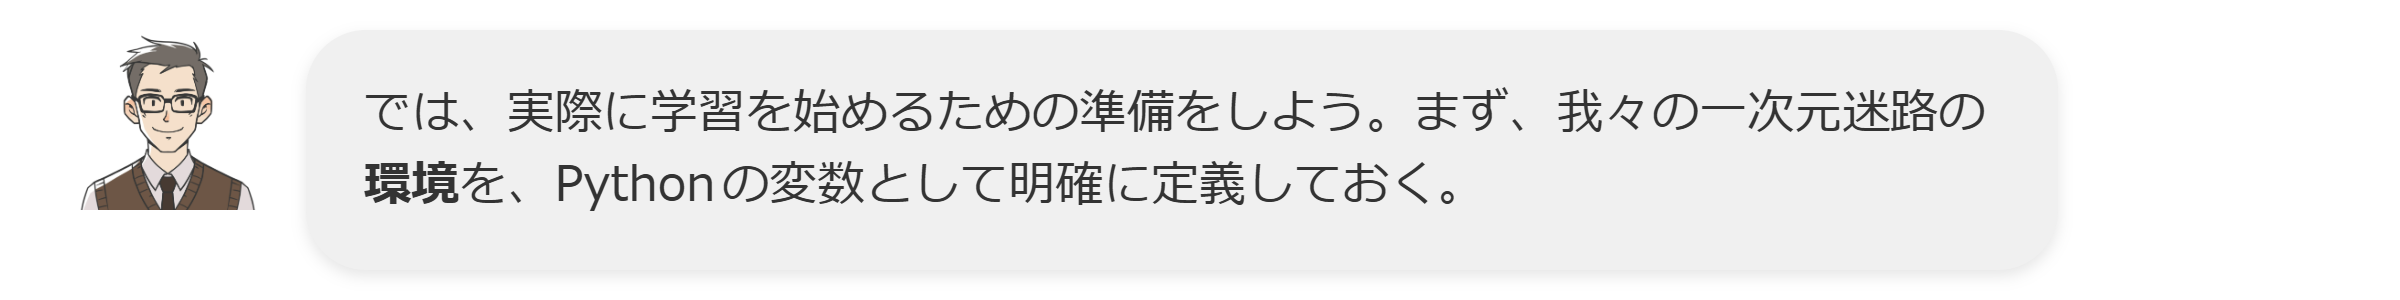 では、実際に学習を始めるための準備をしよう。まず、我々の一次元迷路の
環境を、Pythonの変数として明確に定義しておく。